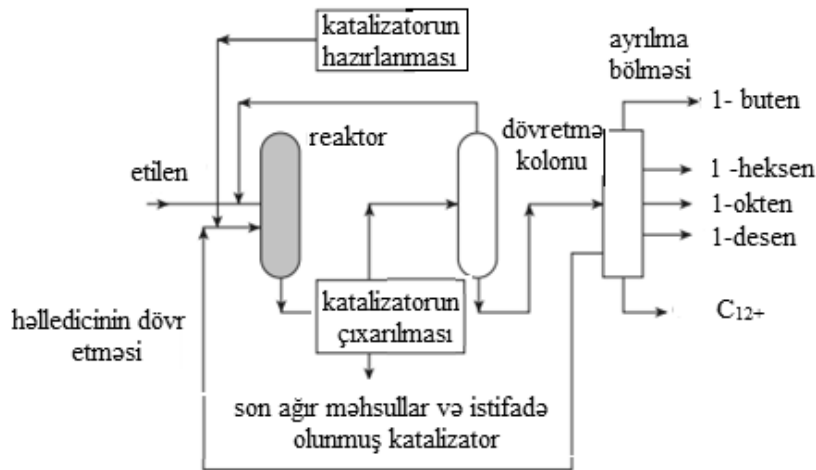 katalizatorun
hazırlanması
ayrılma
bölməsi
1- buten
reaktor
dövretmə
kolonu
etilen
1 -heksen
1-okten
1-desen
həlledicinin dövr
etməsi
katalizatorun
çıxarılması
C₁₂₊
son ağır məhsullar və istifadə
olunmuş katalizator